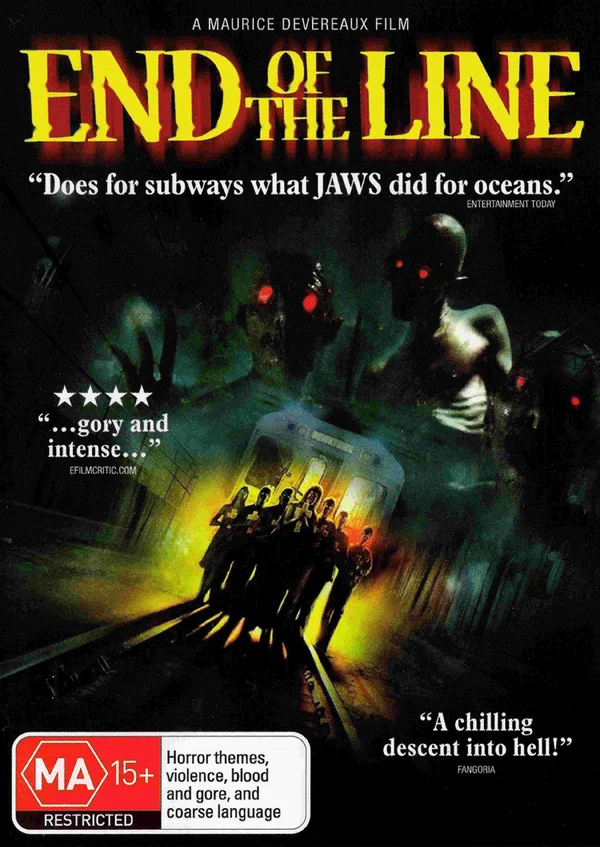 A MAURICE DEVEREAUX FILM
END OF THE LINE
“Does for subways what JAWS did for oceans.”
ENTERTAINMENT TODAY
“...gory and
intense...”
EFILMCRITIC.COM
“A chilling
descent into hell!”
FANGORIA
MA 15+
RESTRICTED
Horror themes,
violence, blood
and gore, and
coarse language